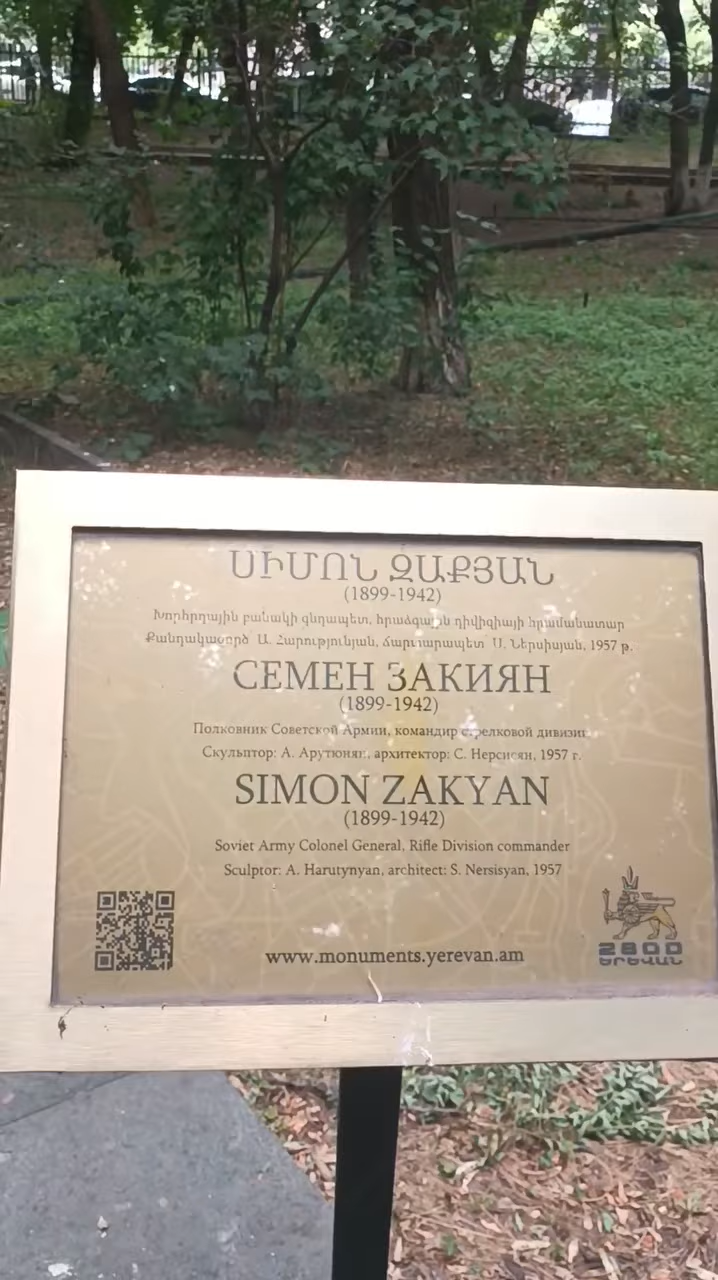 ՍԻՄՈՆ ԶԱՔՅԱՆ
(1899-1942)
Խորհրդային բանակի գնդապետ, հրաձգային դիվիզիայի հրամանատար
Քանդակագործ՝ Ա. Հարությունյան, ճարտարապետ՝ Ս. Ներսիսյան, 1957 թ.
СЕМЕН ЗАКИЯН
(1899-1942)
Полковник Советской Армии, командир стрелковой дивизии
Скульптор: А. Арутюнян, архитектор: С. Нерсисян, 1957 г.
SIMON ZAKYAN
(1899-1942)
Soviet Army Colonel General, Rifle Division commander
Sculptor: A. Harutynyan, architect: S. Nersisyan, 1957
www.monuments.yerevan.am
2800
ԵՐԵՎԱՆ